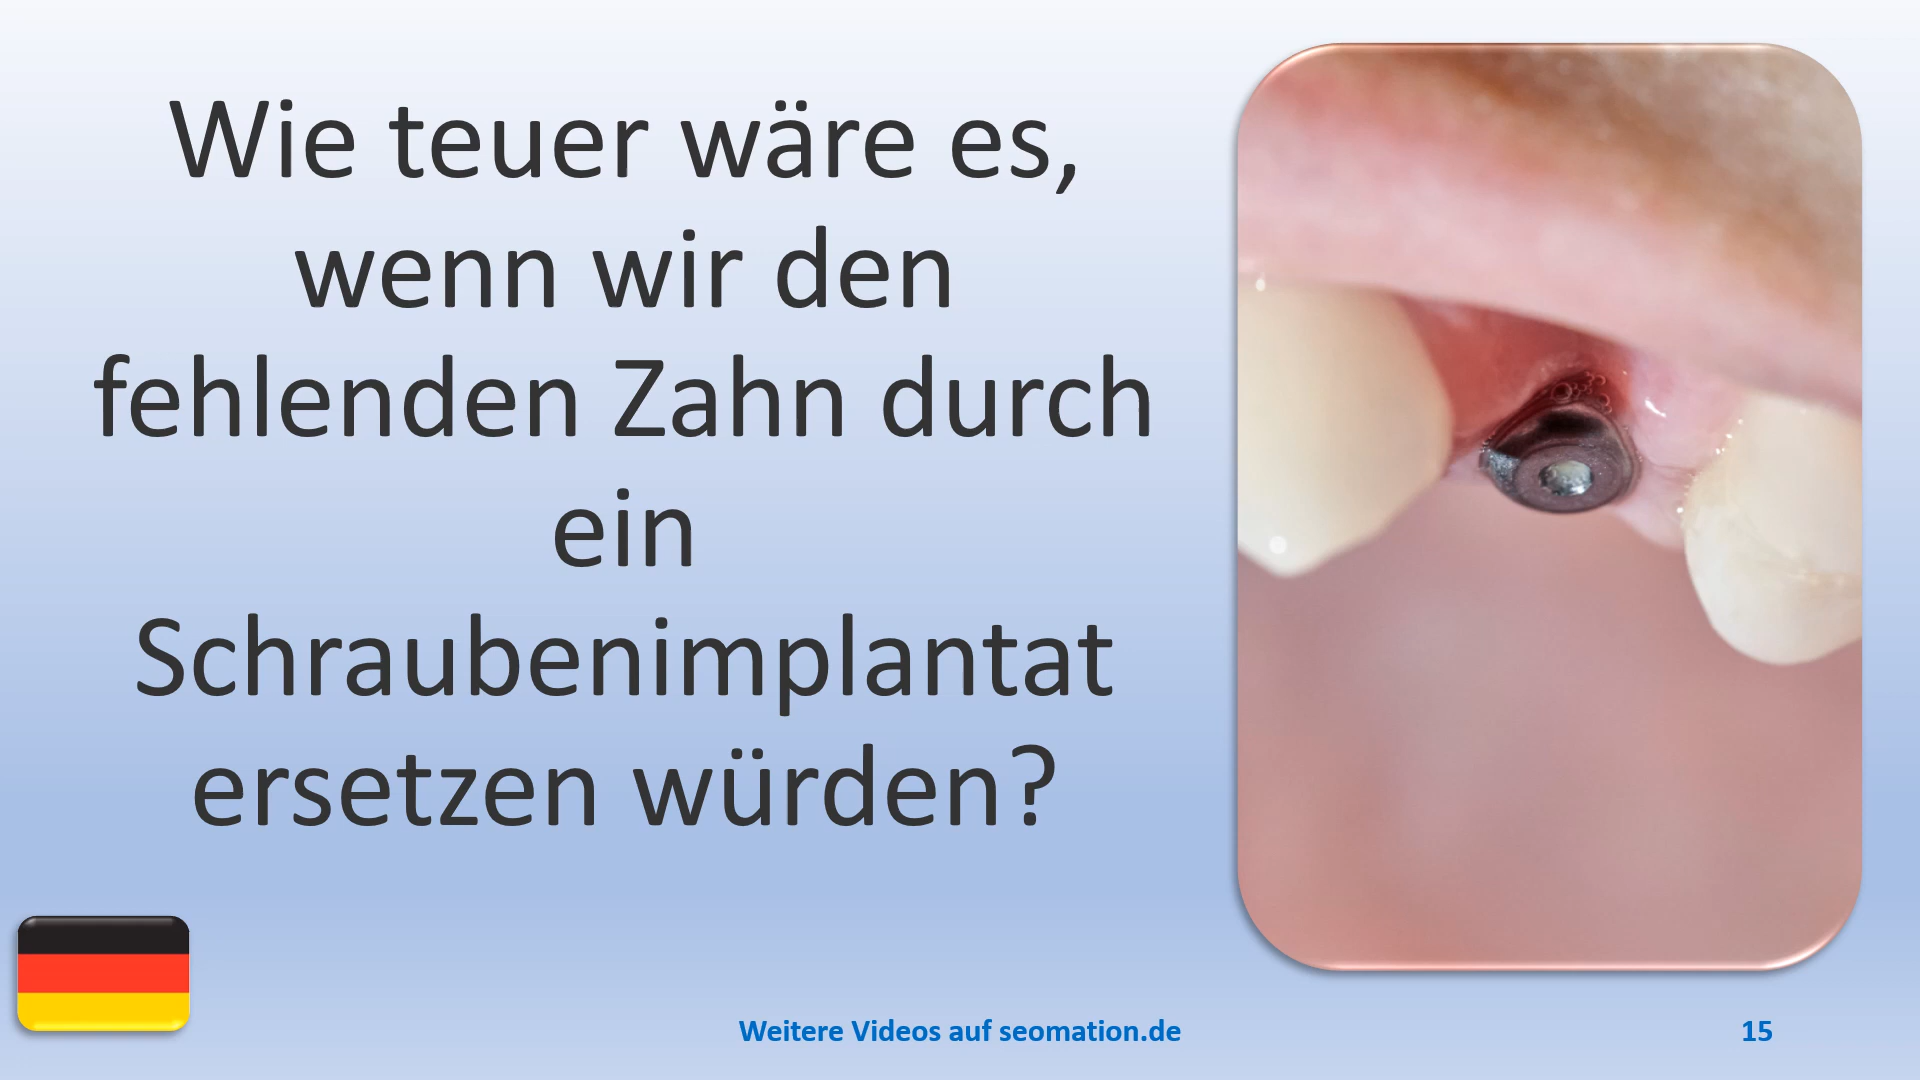 Wie teuer wäre es,
wenn wir den
fehlenden Zahn durch
ein
Schraubenimplantat
ersetzen würden?
Weitere Videos auf seomation.de
15